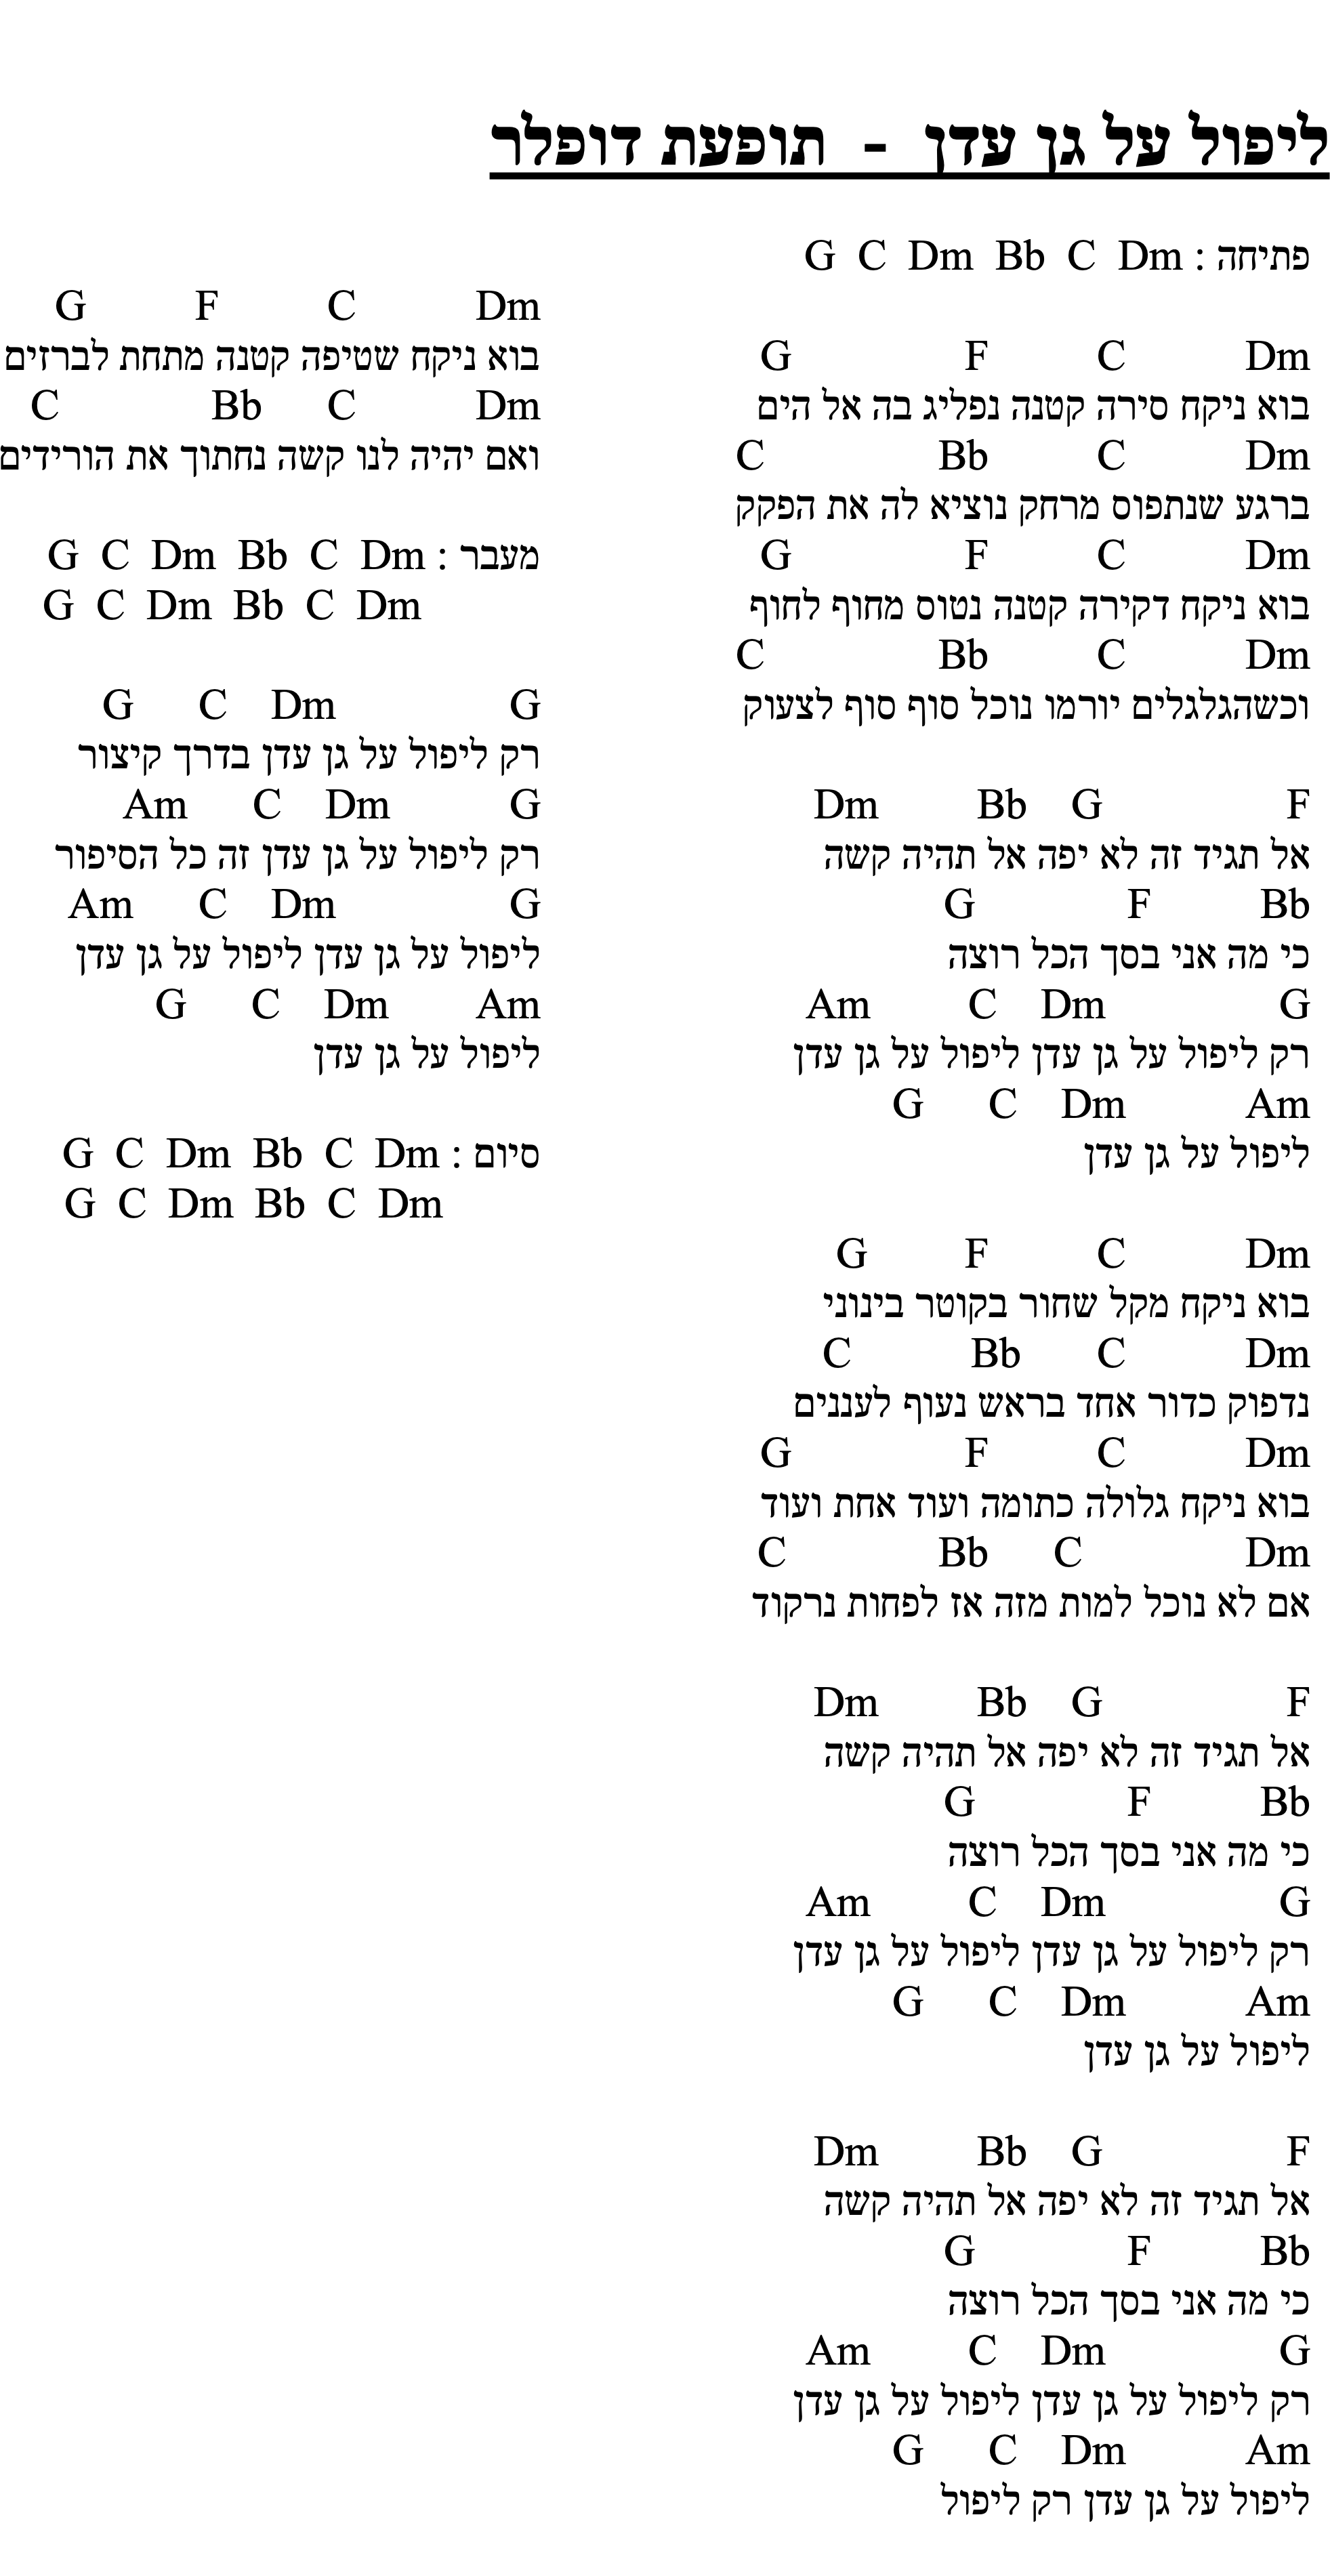 ליפול על גן עדן - תופעת דופלר
פתיחה : G C Dm Bb C Dm
G F C Dm
בוא ניקח סירה קטנה נפליג בה אל הים
C Bb C Dm
ברגע שנתפוס מרחק נוציא לה את הפקק
G F C Dm
בוא ניקח דקירה קטנה נטוס מחוף לחוף
C Bb C Dm
וכשהגלגלים יורמו נוכל סוף סוף לצעוק
Dm Bb G F
אל תגיד זה לא יפה אל תהיה קשה
G F Bb
כי מה אני בסך הכל רוצה
Am C Dm G
רק ליפול על גן עדן ליפול על גן עדן
G C Dm Am
ליפול על גן עדן
G F C Dm
בוא ניקח מקל שחור בקוטר בינוני
C Bb C Dm
נדפוק כדור אחד בראש נעוף לעננים
G F C Dm
בוא ניקח גלולה כתומה ועוד אחת ועוד
C Bb C Dm
אם לא נוכל למות מזה אז לפחות נרקוד
Dm Bb G F
אל תגיד זה לא יפה אל תהיה קשה
G F Bb
כי מה אני בסך הכל רוצה
Am C Dm G
רק ליפול על גן עדן ליפול על גן עדן
G C Dm Am
ליפול על גן עדן
Dm Bb G F
אל תגיד זה לא יפה אל תהיה קשה
G F Bb
כי מה אני בסך הכל רוצה
Am C Dm G
רק ליפול על גן עדן ליפול על גן עדן
G C Dm Am
ליפול על גן עדן רק ליפול
G F C Dm
בוא ניקח שטיפה קטנה מתחת לברזים
C Bb C Dm
ואם יהיה לנו קשה נחתוך את הורידים
מעבר : G C Dm Bb C Dm
G C Dm Bb C Dm
G C Dm G
רק ליפול על גן עדן בדרך קיצור
Am C Dm G
רק ליפול על גן עדן זה כל הסיפור
Am C Dm G
ליפול על גן עדן ליפול על גן עדן
G C Dm Am
ליפול על גן עדן
סיום : G C Dm Bb C Dm
G C Dm Bb C Dm